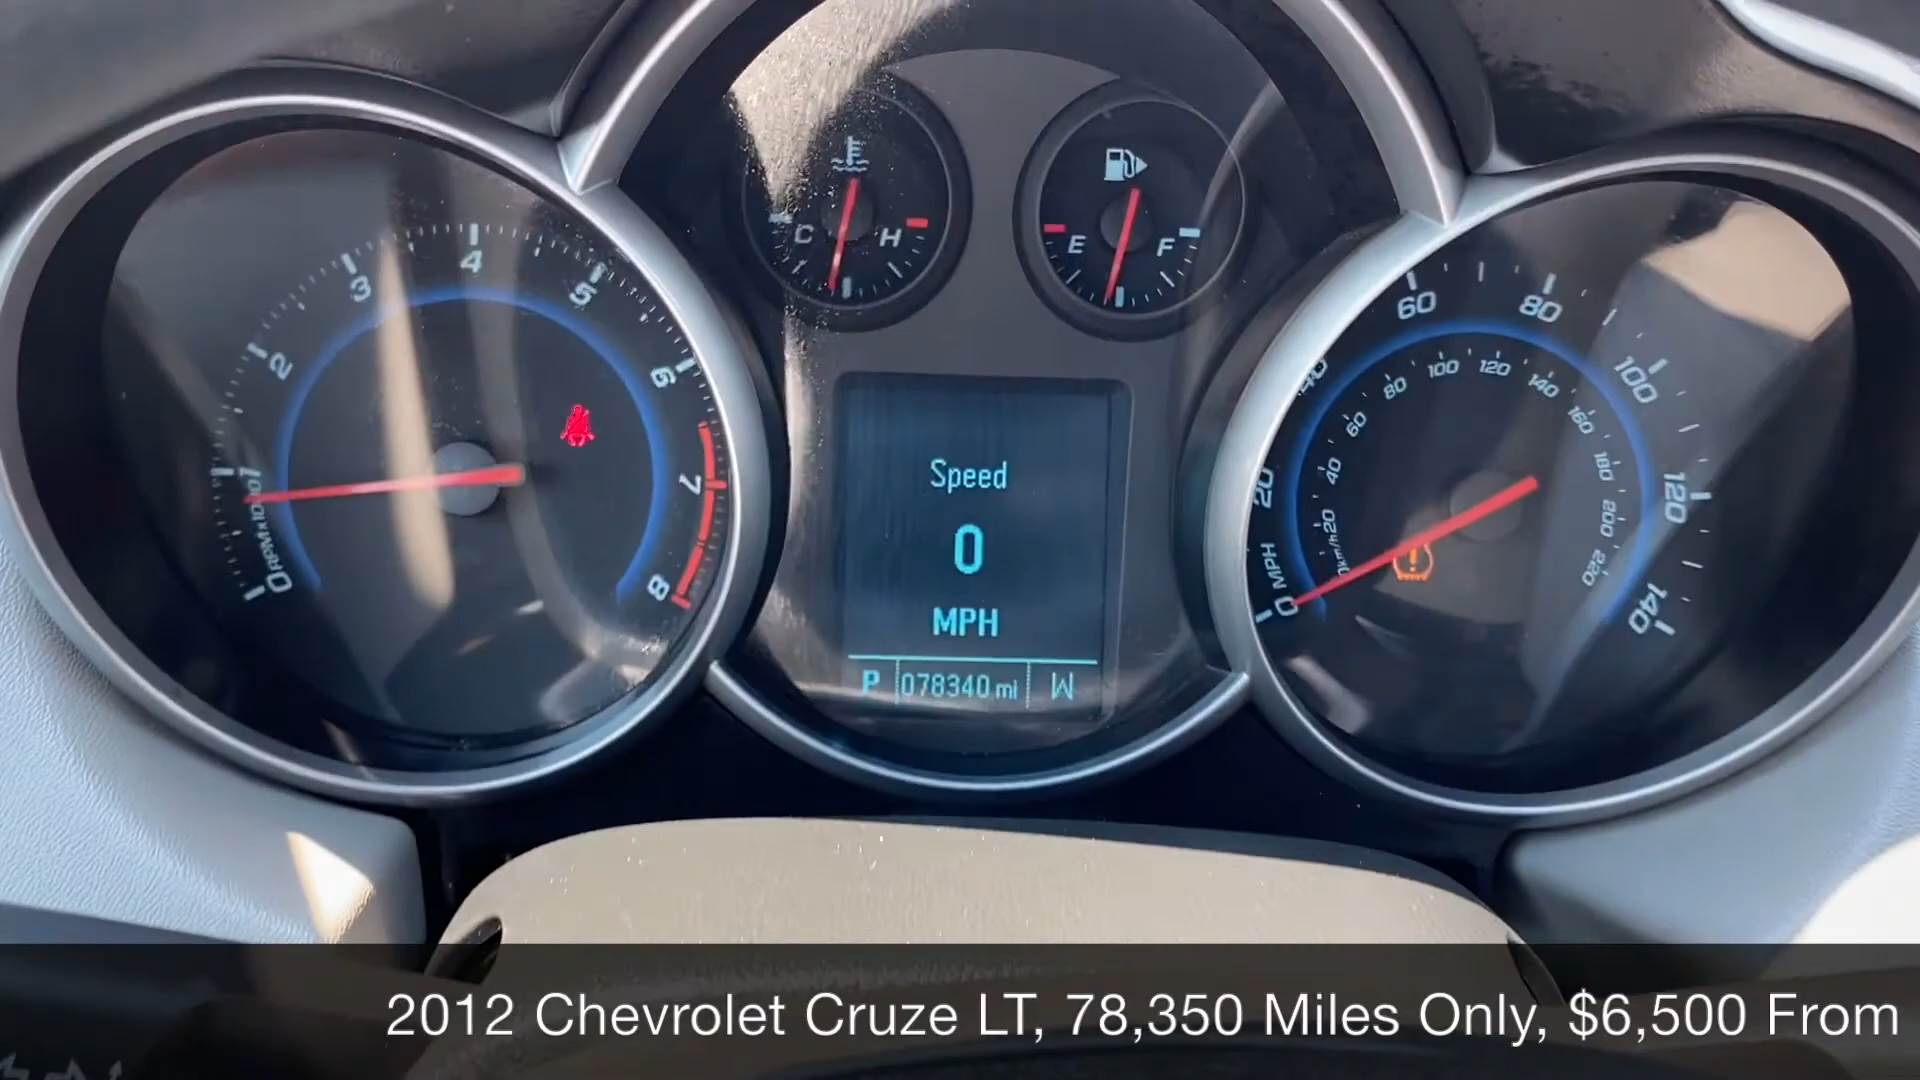 C H
E F
0 1 2 3 4 5 6 7 8
RPMx1000
0 20 40 60 80 100 120 140
MPH
0 20 40 60 80 100 120 140 160 180 200 220
km/h
Speed
0
MPH
P 078340 mi W
2012 Chevrolet Cruze LT, 78,350 Miles Only, $6,500 From